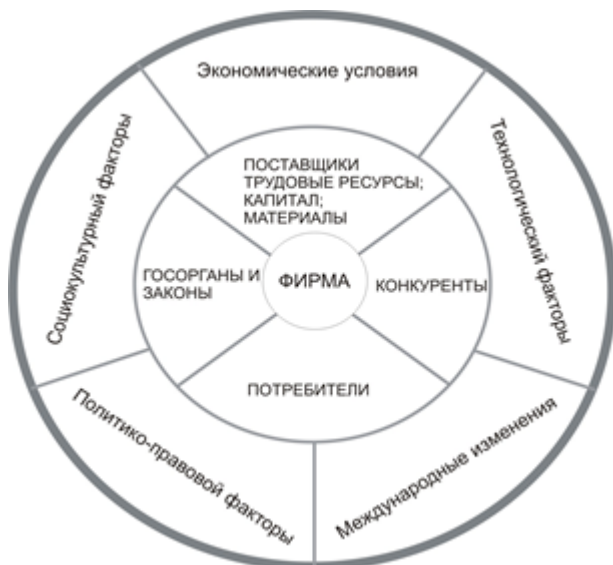 Экономические условия
Социокультурный факторы
Технологический факторы
ПОСТАВЩИКИ
ТРУДОВЫЕ РЕСУРСЫ;
КАПИТАЛ;
МАТЕРИАЛЫ
ГОСОРГАНЫ И
ЗАКОНЫ
ФИРМА
КОНКУРЕНТЫ
ПОТРЕБИТЕЛИ
Политико-правовой факторы
Международные изменения